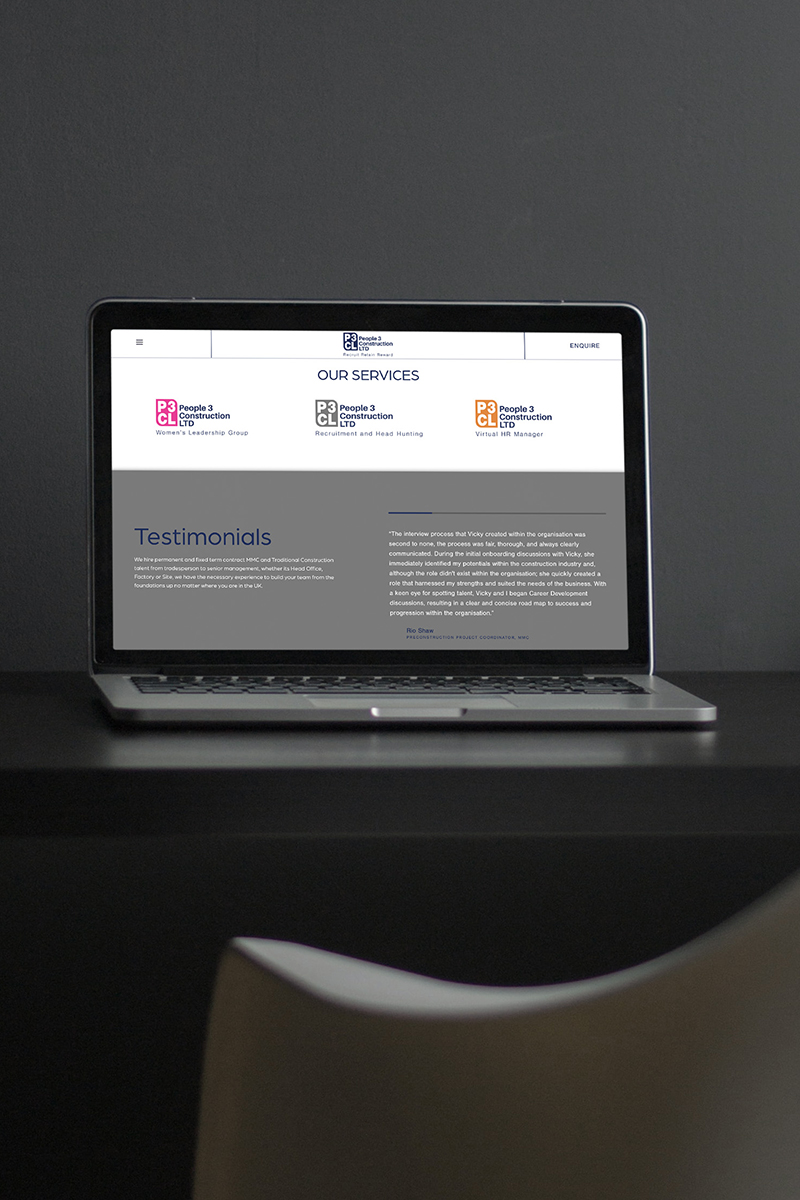 P3
CL
People 3
Construction
LTD
Recruit Retain Reward
ENQUIRE
OUR SERVICES
P3
CL
People 3
Construction
LTD
Women's Leadership Group
P3
CL
People 3
Construction
LTD
Recruitment and Head Hunting
P3
CL
People 3
Construction
LTD
Virtual HR Manager
Testimonials
We hire permanent and fixed term contract MMC and Traditional Construction
talent from tradesperson to senior management, whether its Head Office,
Factory or Site, we have the necessary experience to build your team from the
foundations up no matter where you are in the UK.
"The interview process that Vicky created within the organisation was
second to none, the process was fair, thorough, and always clearly
communicated. During the initial onboarding discussions with Vicky, she
immediately identified my potentials within the construction industry and,
although the role didn't exist within the organisation; she quickly created a
role that harnessed my strengths and suited the needs of the business. With
a keen eye for spotting talent, Vicky and I began Career Development
discussions, resulting in a clear and concise road map to success and
progression within the organisation."
Rio Shaw
PRECONSTRUCTION PROJECT COORDINATOR, MMC